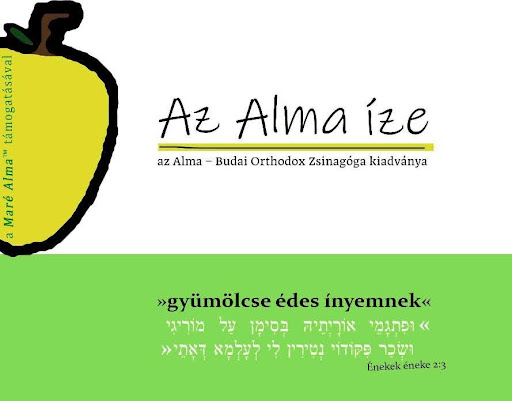 a Maré Alma™ támogatásával
Az Alma íze
az Alma – Budai Orthodox Zsinagóga kiadványa
»gyümölcse édes ínyemnek«
»וּפִתְגָמֵי אוֹרָיְתֵיהּ בְּסִימָן עַל מוֹרִיגִי
וּשְׂכַר פִּקּוֹדוֹי נְטִירִין לִי לְעָלְמָא דְּאָתֵי«
Énekek éneke 2:3